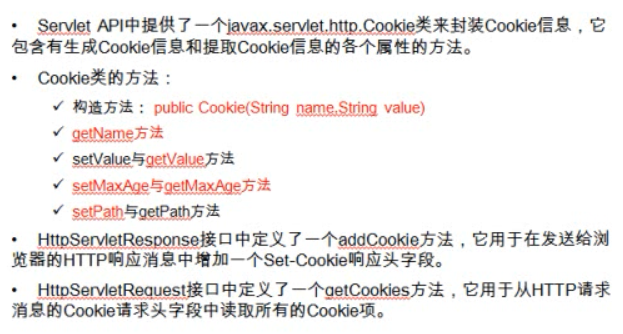 • Servlet API中提供了一个javax.servlet.http.Cookie类来封装Cookie信息，它
包含有生成Cookie信息和提取Cookie信息的各个属性的方法。
• Cookie类的方法：
✓ 构造方法： public Cookie(String name,String value)
✓ getName方法
✓ setValue与getValue方法
✓ setMaxAge与getMaxAge方法
✓ setPath与getPath方法
• HttpServletResponse接口中定义了一个addCookie方法，它用于在发送给浏
览器的HTTP响应消息中增加一个Set-Cookie响应头字段。
• HttpServletRequest接口中定义了一个getCookies方法，它用于从HTTP请求
消息的Cookie请求头字段中读取所有的Cookie项。